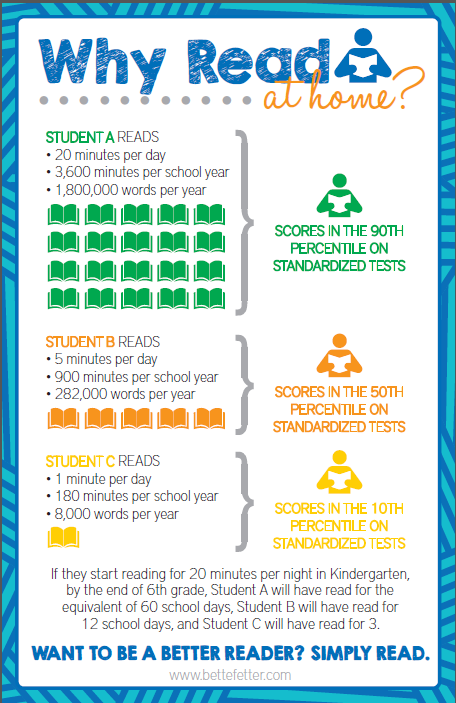 Why Read
at home?
STUDENT A READS
• 20 minutes per day
• 3,600 minutes per school year
• 1,800,000 words per year
SCORES IN THE 90TH
PERCENTILE ON
STANDARDIZED TESTS
STUDENT B READS
• 5 minutes per day
• 900 minutes per school year
• 282,000 words per year
SCORES IN THE 50TH
PERCENTILE ON
STANDARDIZED TESTS
STUDENT C READS
• 1 minute per day
• 180 minutes per school year
• 8,000 words per year
SCORES IN THE 10TH
PERCENTILE ON
STANDARDIZED TESTS
If they start reading for 20 minutes per night in Kindergarten,
by the end of 6th grade, Student A will have read for the
equivalent of 60 school days, Student B will have read for
12 school days, and Student C will have read for 3.
WANT TO BE A BETTER READER? SIMPLY READ.
www.bettefetter.com